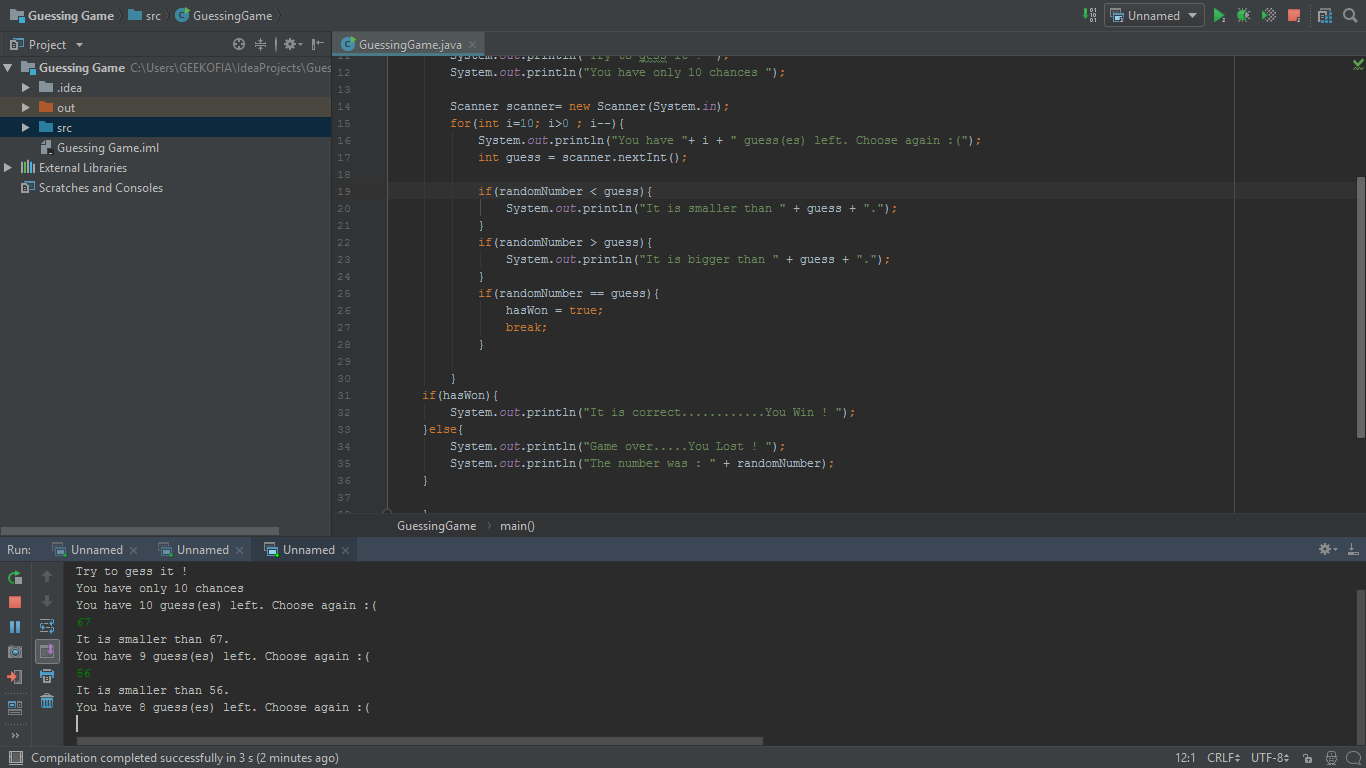 Guessing Game src GuessingGame Unnamed
Project GuessingGame.java
Guessing Game C:\Users\GEEKOFIA\IdeaProjects\Gues
.idea
out
src
Guessing Game.iml
External Libraries
Scratches and Consoles
11 System.out.println("Try to gess it ! ");
12 System.out.println("You have only 10 chances ");
13
14 Scanner scanner= new Scanner(System.in);
15 for(int i=10; i>0 ; i--){
16 System.out.println("You have "+ i + " guess(es) left. Choose again :(");
17 int guess = scanner.nextInt();
18
19 if(randomNumber < guess){
20 System.out.println("It is smaller than " + guess + ".");
21 }
22 if(randomNumber > guess){
23 System.out.println("It is bigger than " + guess + ".");
24 }
25 if(randomNumber == guess){
26 hasWon = true;
27 break;
28 }
29
30 }
31 if(hasWon){
32 System.out.println("It is correct............You Win ! ");
33 }else{
34 System.out.println("Game over.....You Lost ! ");
35 System.out.println("The number was : " + randomNumber);
36 }
37
38 }
GuessingGame main()
Run: Unnamed Unnamed Unnamed
Try to gess it !
You have only 10 chances
You have 10 guess(es) left. Choose again :(
67
It is smaller than 67.
You have 9 guess(es) left. Choose again :(
56
It is smaller than 56.
You have 8 guess(es) left. Choose again :(
Compilation completed successfully in 3 s (2 minutes ago) 12:1 CRLF UTF-8